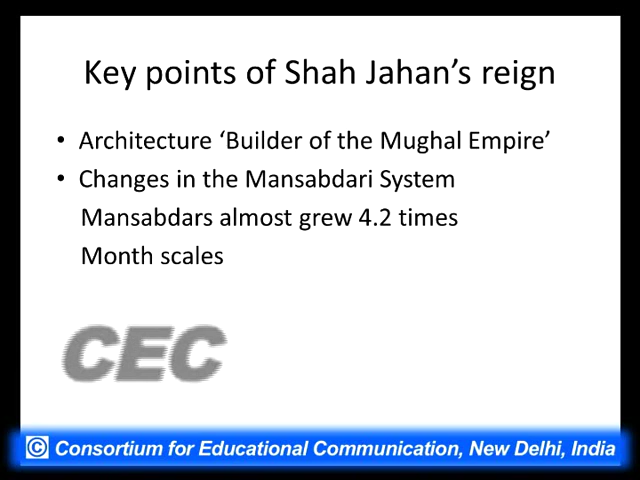 Key points of Shah Jahan’s reign
• Architecture ‘Builder of the Mughal Empire’
• Changes in the Mansabdari System
Mansabdars almost grew 4.2 times
Month scales
CEC
© Consortium for Educational Communication, New Delhi, India